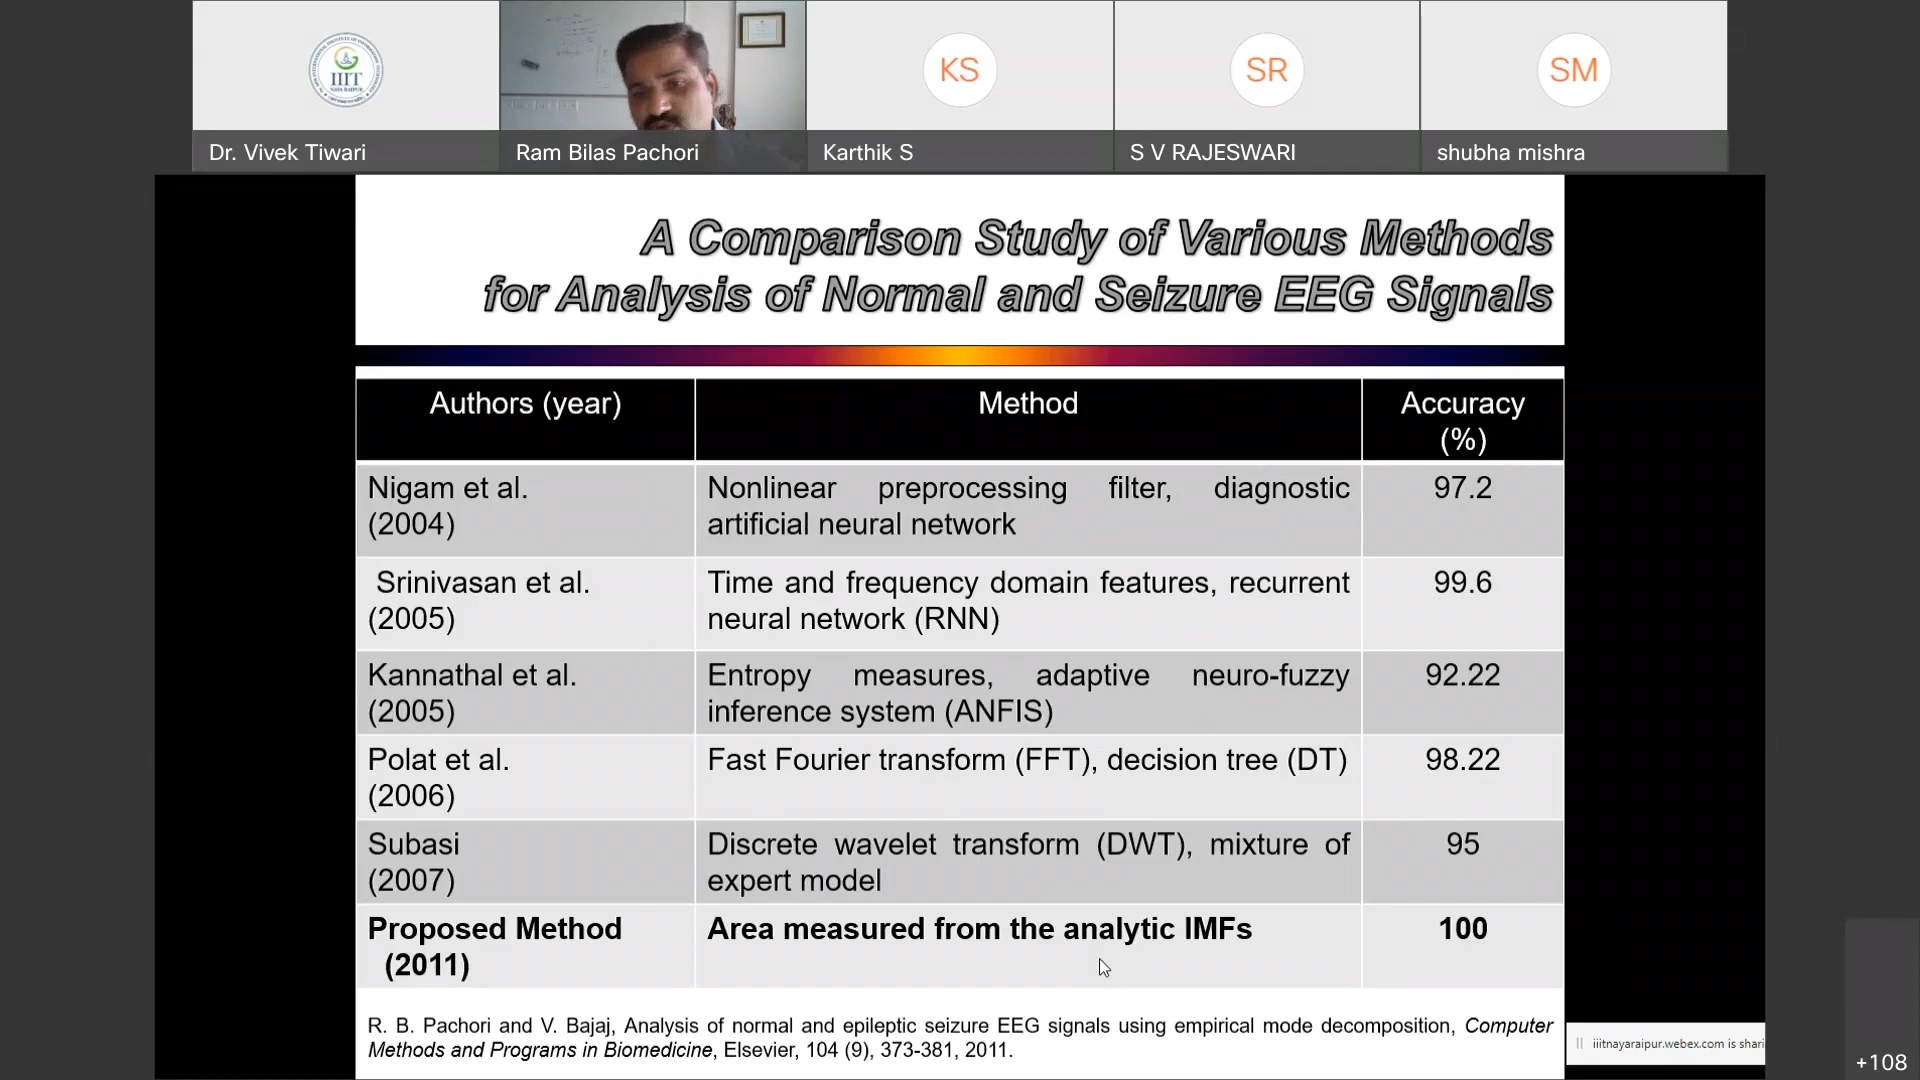 IIIT
NAYA RAIPUR
KS
SR
SM
Dr. Vivek Tiwari
Ram Bilas Pachori
Karthik S
S V RAJESWARI
shubha mishra
A Comparison Study of Various Methods
for Analysis of Normal and Seizure EEG Signals
Authors (year)
Method
Accuracy
(%)
Nigam et al.
(2004)
Nonlinear preprocessing filter, diagnostic
artificial neural network
97.2
Srinivasan et al.
(2005)
Time and frequency domain features, recurrent
neural network (RNN)
99.6
Kannathal et al.
(2005)
Entropy measures, adaptive neuro-fuzzy
inference system (ANFIS)
92.22
Polat et al.
(2006)
Fast Fourier transform (FFT), decision tree (DT)
98.22
Subasi
(2007)
Discrete wavelet transform (DWT), mixture of
expert model
95
Proposed Method
(2011)
Area measured from the analytic IMFs
100
R. B. Pachori and V. Bajaj, Analysis of normal and epileptic seizure EEG signals using empirical mode decomposition, Computer
Methods and Programs in Biomedicine, Elsevier, 104 (9), 373-381, 2011.
iiitnayaraipur.webex.com is shari
+108